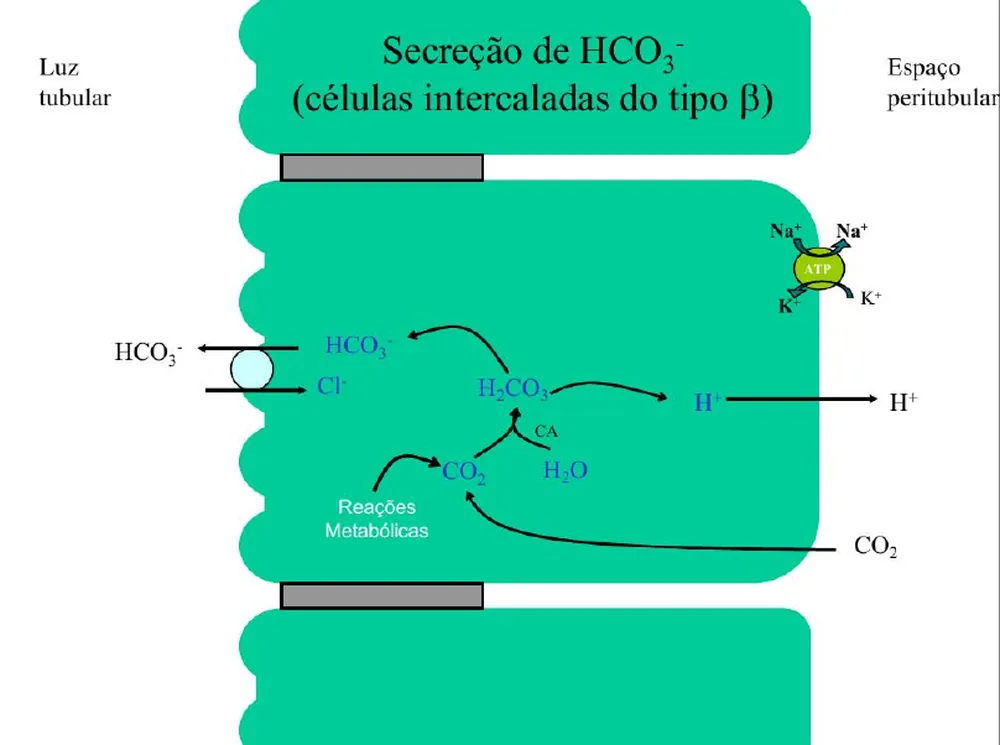 Secreção de HCO₃⁻
(células intercaladas do tipo β)
Luz
tubular
Espaço
peritubular
Na⁺ Na⁺
ATP
K⁺ K⁺
HCO₃⁻ HCO₃⁻
Cl⁻
H₂CO₃
H⁺ H⁺
CA
CO₂ H₂O
Reações
Metabólicas
CO₂